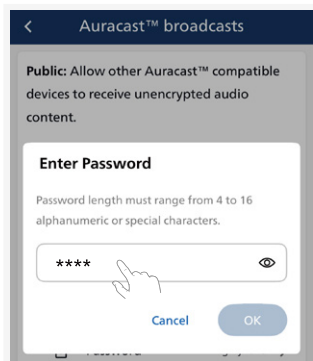 Auracast™ broadcasts
Public: Allow other Auracast™ compatible
devices to receive unencrypted audio
content.
Enter Password
Password length must range from 4 to 16
alphanumeric or special characters.
****
Cancel OK